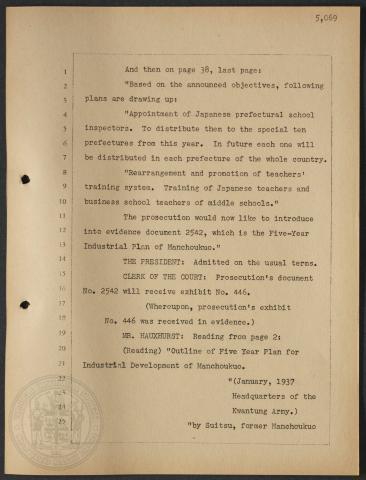 5,069
1 And then on page 38, last page:
2 "Based on the announced objectives, following
3 plans are drawing up:
4 "Appointment of Japanese prefectural school
5 inspectors. To distribute them to the special ten
6 prefectures from this year. In future each one will
7 be distributed in each prefecture of the whole country.
8 "Rearrangement and promotion of teachers'
9 training system. Training of Japanese teachers and
10 business school teachers of middle schools."
11 The prosecution would now like to introduce
12 into evidence document 2542, which is the Five-Year
13 Industrial Plan of Manchoukuo."
14 THE PRESIDENT: Admitted on the usual terms.
15 CLERK OF THE COURT: Prosecution's document
16 No. 2542 will receive exhibit No. 446.
17 (Whereupon, prosecution's exhibit
18 No. 446 was received in evidence.)
19 MR. HAUXHURST: Reading from page 2:
20 (Reading) "Outline of Five Year Plan for
21 Industrial Development of Manchoukuo.
22 "(January, 1937
23 Headquarters of the
24 Kwantung Army.)
25 "by Suitsu, former Manchoukuo